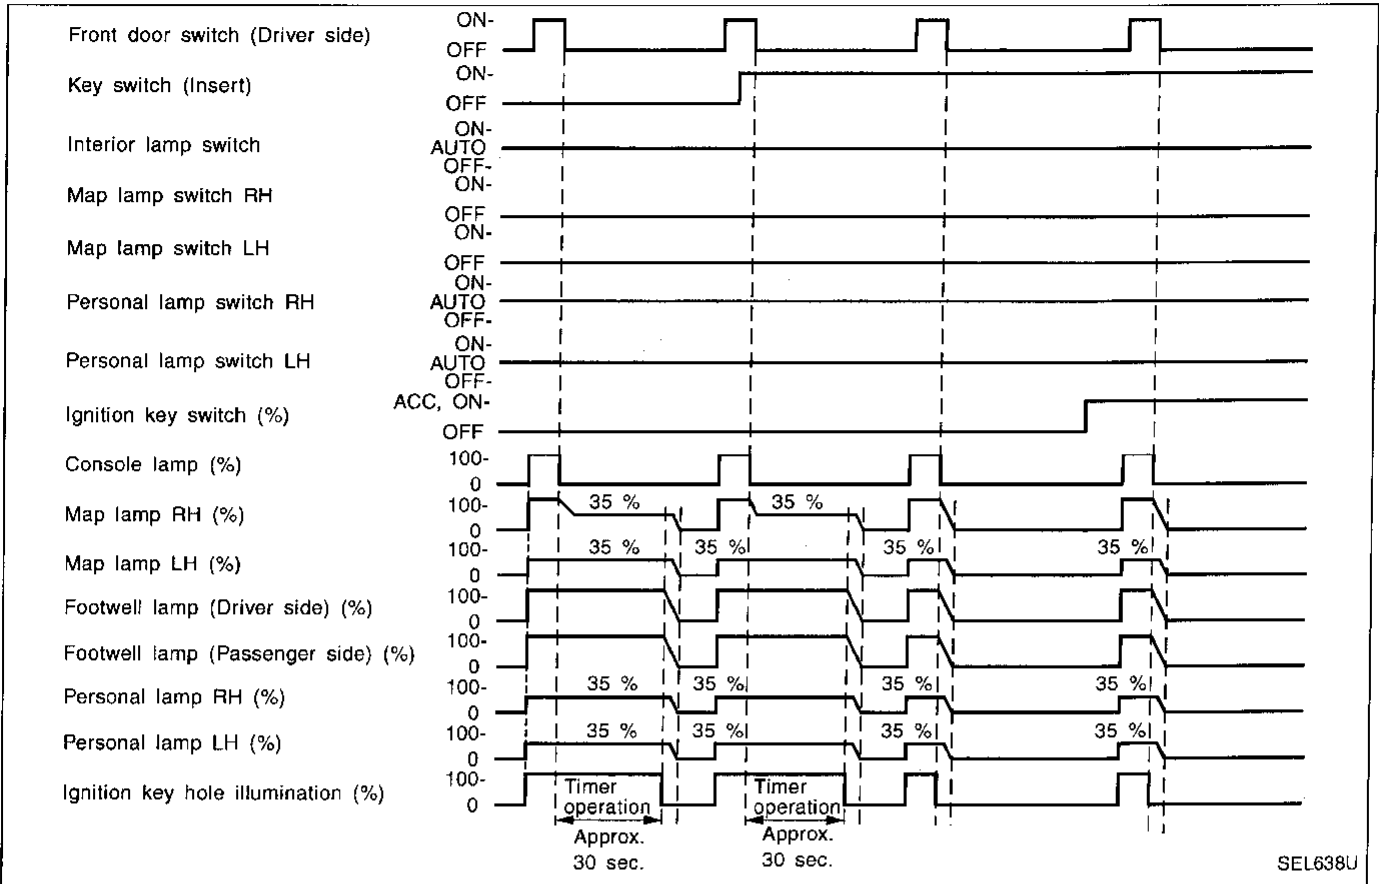 Front door switch (Driver side) ON- OFF
Key switch (Insert) ON- OFF
Interior lamp switch ON- AUTO OFF-
Map lamp switch RH ON- OFF
Map lamp switch LH ON- OFF
Personal lamp switch RH ON- AUTO OFF-
Personal lamp switch LH ON- AUTO OFF-
Ignition key switch (%) ACC, ON- OFF
Console lamp (%) 100- 0
Map lamp RH (%) 100- 0 35 % 35 %
Map lamp LH (%) 100- 0 35 % 35 % 35 % 35 %
Footwell lamp (Driver side) (%) 100- 0
Footwell lamp (Passenger side) (%) 100- 0
Personal lamp RH (%) 100- 0 35 % 35 % 35 % 35 %
Personal lamp LH (%) 100- 0 35 % 35 % 35 % 35 %
Ignition key hole illumination (%) 100- 0
Timer operation
Approx. 30 sec.
Timer operation
Approx. 30 sec.
SEL638U